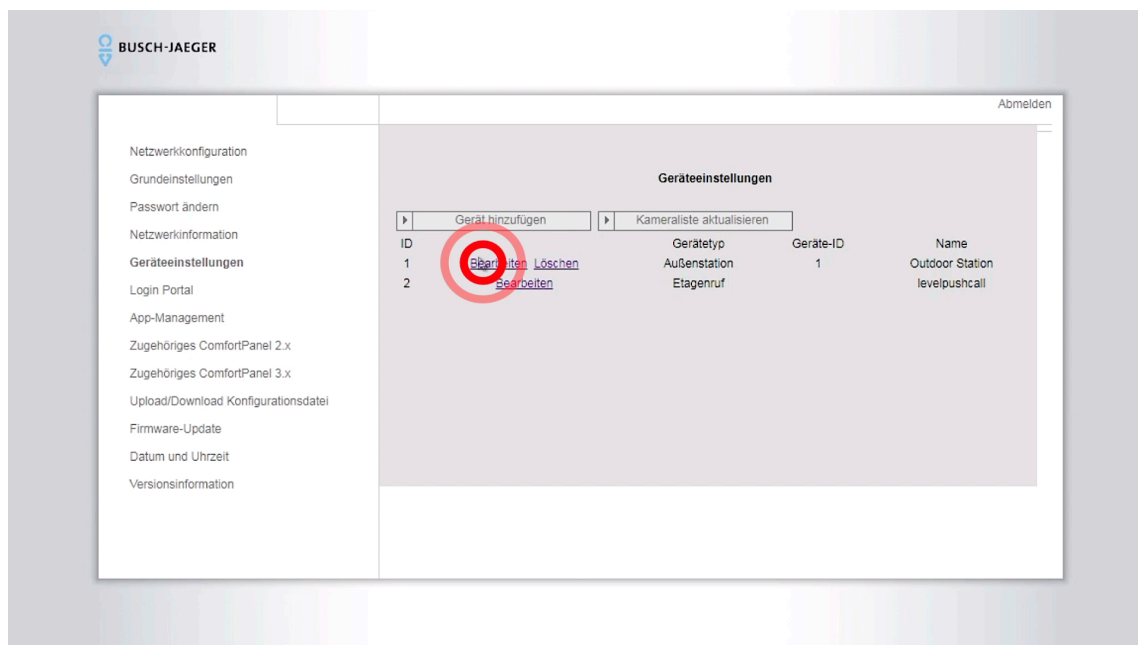 BUSCH-JAEGER
Abmelden
Netzwerkkonfiguration
Grundeinstellungen
Passwort ändern
Netzwerkinformation
Geräteeinstellungen
Login Portal
App-Management
Zugehöriges ComfortPanel 2.x
Zugehöriges ComfortPanel 3.x
Upload/Download Konfigurationsdatei
Firmware-Update
Datum und Uhrzeit
Versionsinformation
Geräteeinstellungen
Gerät hinzufügen Kameraliste aktualisieren
ID Gerätetyp Geräte-ID Name
1 Bearbeiten Löschen Außenstation 1 Outdoor Station
2 Bearbeiten Etagenruf levelpushcall